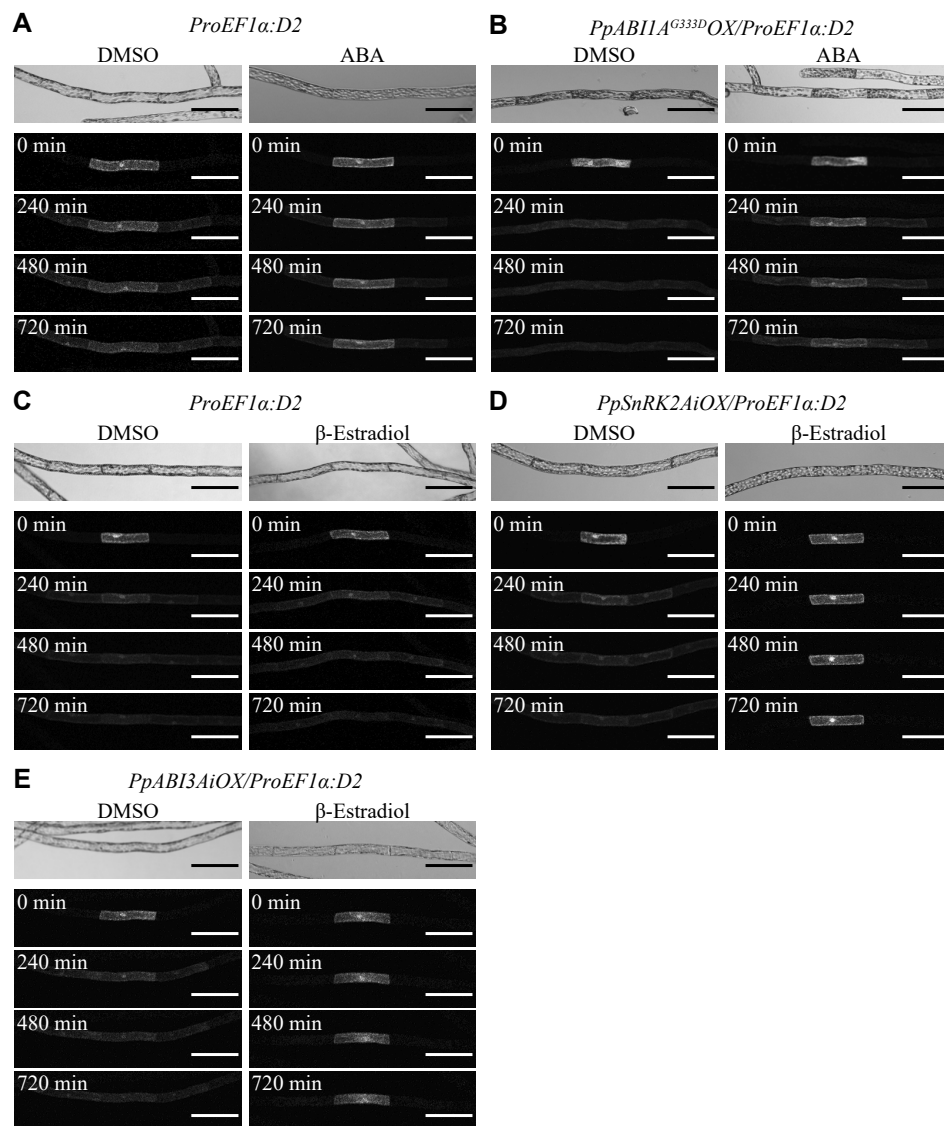 A
ProEF1α:D2
DMSO
ABA
0 min
0 min
240 min
240 min
480 min
480 min
720 min
720 min
B
PpABI1A^G333D OX/ProEF1α:D2
DMSO
ABA
0 min
0 min
240 min
240 min
480 min
480 min
720 min
720 min
C
ProEF1α:D2
DMSO
β-Estradiol
0 min
0 min
240 min
240 min
480 min
480 min
720 min
720 min
D
PpSnRK2AiOX/ProEF1α:D2
DMSO
β-Estradiol
0 min
0 min
240 min
240 min
480 min
480 min
720 min
720 min
E
PpABI3AiOX/ProEF1α:D2
DMSO
β-Estradiol
0 min
0 min
240 min
240 min
480 min
480 min
720 min
720 min